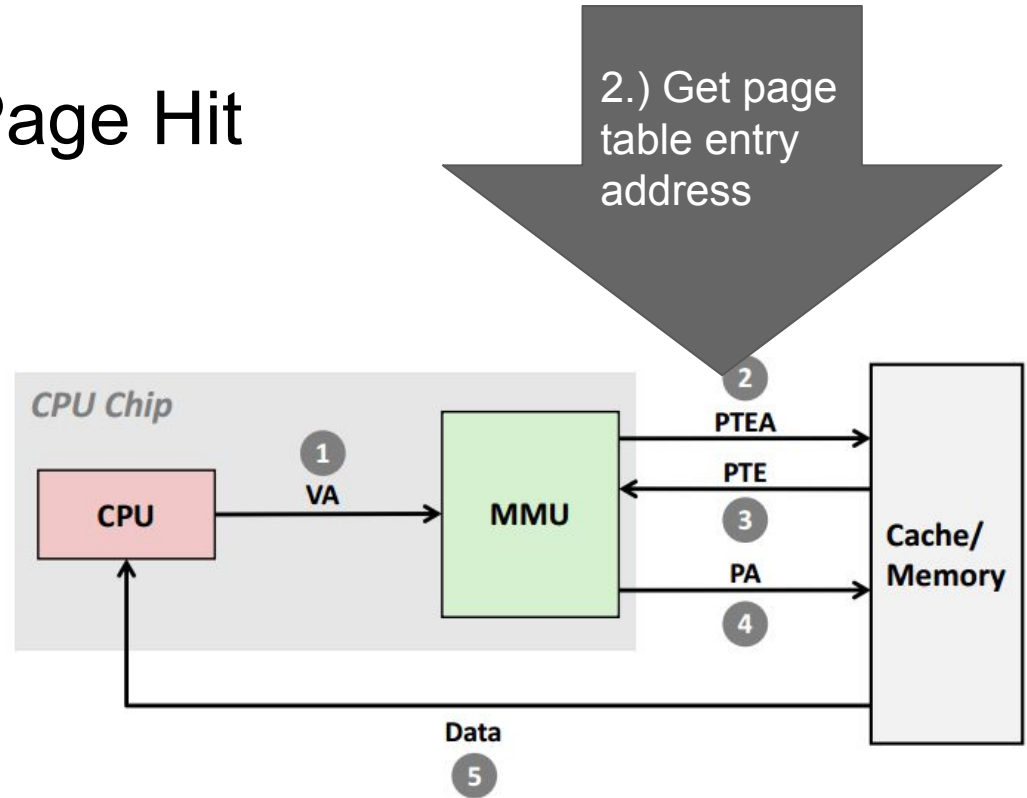 Page Hit
2.) Get page
table entry
address
CPU Chip
1
VA
CPU
MMU
2
PTEA
PTE
3
PA
4
Cache/
Memory
Data
5